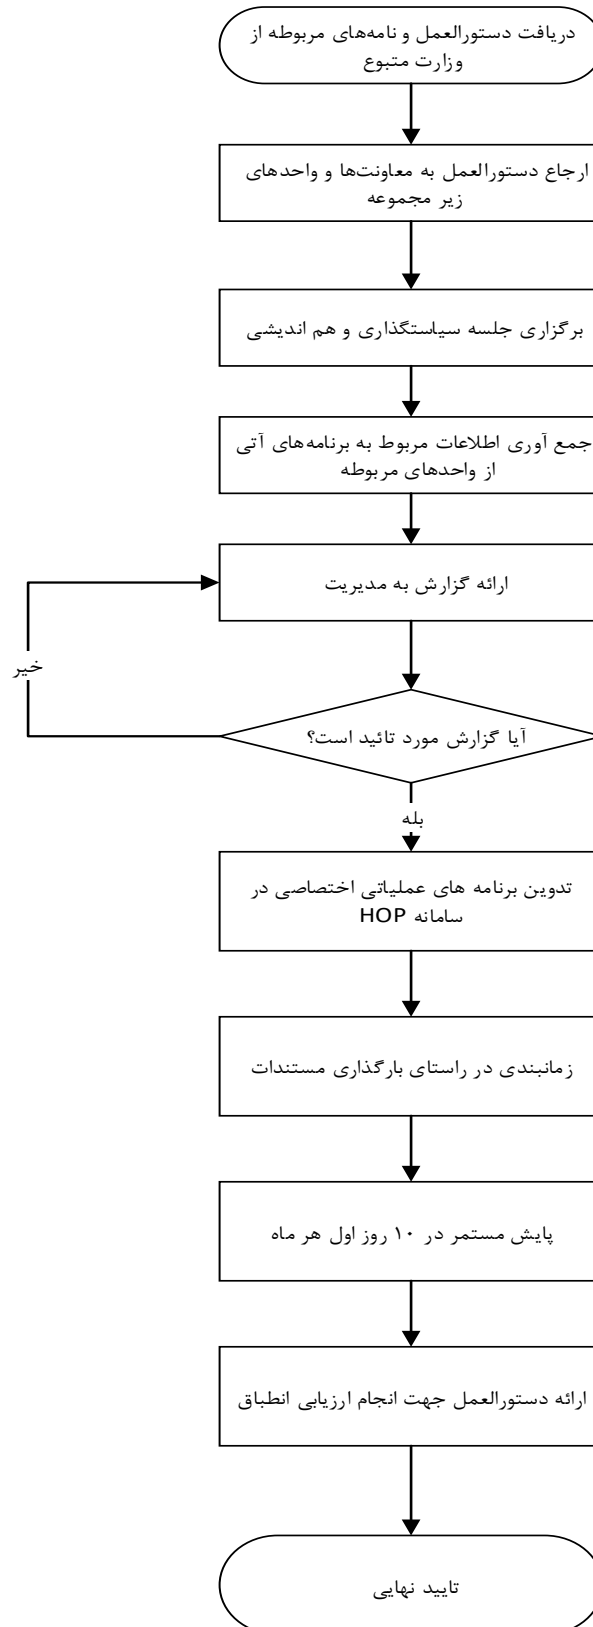 دریافت دستورالعمل و نامه‌های مربوطه از
وزارت متبوع
ارجاع دستورالعمل به معاونت‌ها و واحدهای
زیر مجموعه
برگزاری جلسه سیاستگذاری و هم اندیشی
جمع آوری اطلاعات مربوط به برنامه‌های آتی
از واحدهای مربوطه
ارائه گزارش به مدیریت
خیر
آیا گزارش مورد تائید است؟
بله
تدوین برنامه های عملیاتی اختصاصی در
سامانه HOP
زمانبندی در راستای بارگذاری مستندات
پایش مستمر در ۱۰ روز اول هر ماه
ارائه دستورالعمل جهت انجام ارزیابی انطباق
تایید نهایی